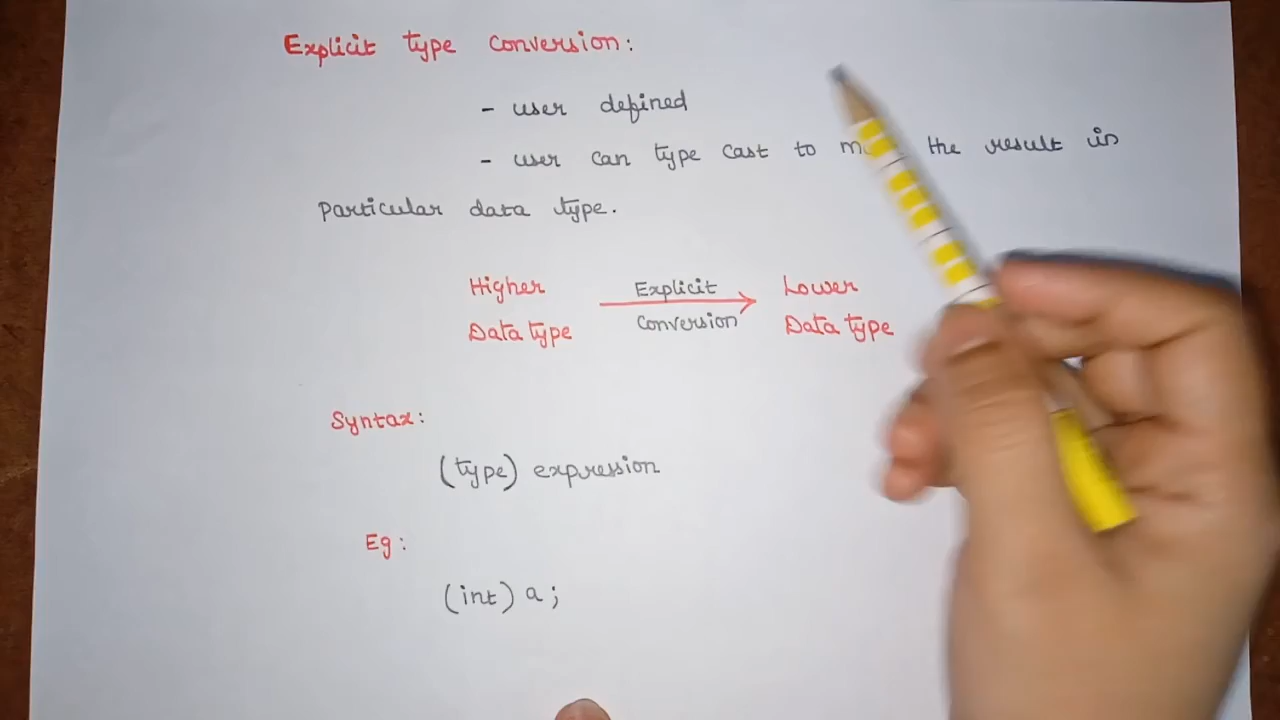 Explicit type conversion:
- user defined
- user can type cast to the result in
particular data type.
Higher Data type Explicit Conversion Lower Data type
Syntax:
(type) expression
Eg:
(int) a;